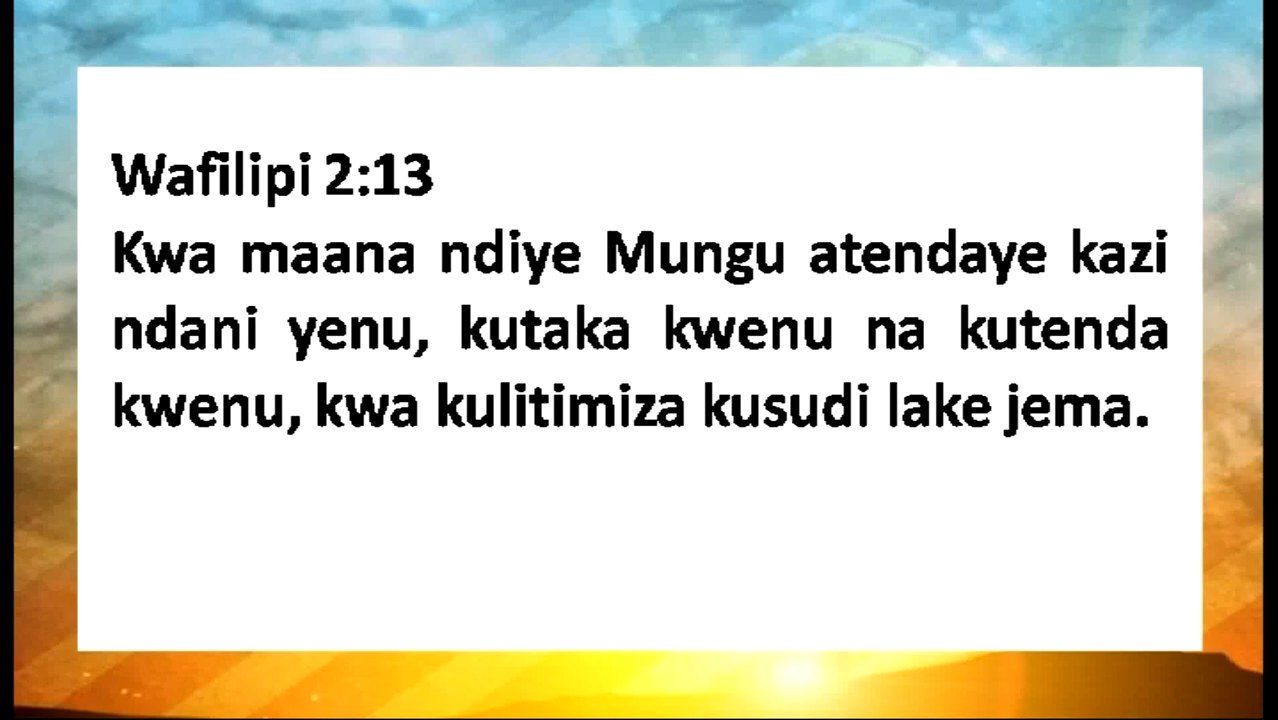 Wafilipi 2:13
Kwa maana ndiye Mungu atendaye kazi
ndani yenu, kutaka kwenu na kutenda
kwenu, kwa kulitimiza kusudi lake jema.